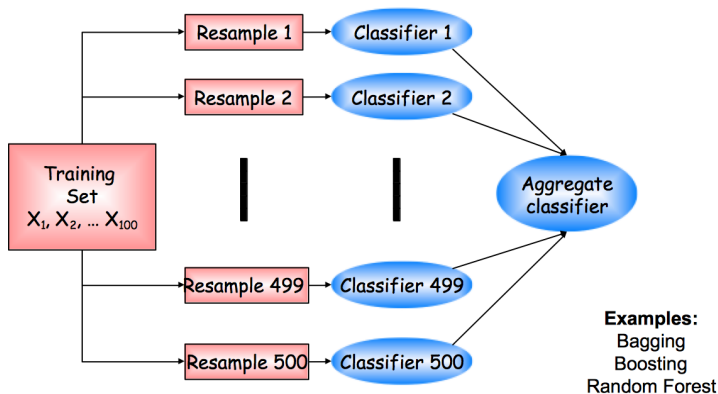 Resample 1
Classifier 1
Resample 2
Classifier 2
Training
Set
X₁, X₂, ... X₁₀₀
Aggregate
classifier
Resample 499
Classifier 499
Resample 500
Classifier 500
Examples:
Bagging
Boosting
Random Forest